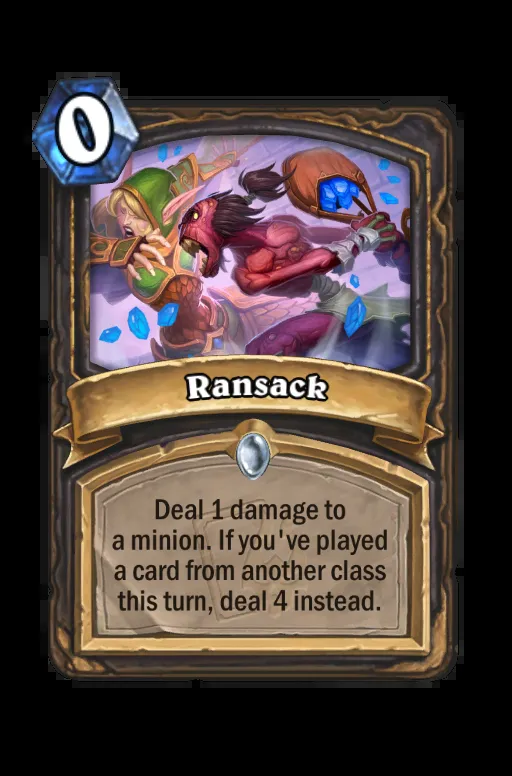 0
Ransack
Deal 1 damage to
a minion. If you've played
a card from another class
this turn, deal 4 instead.